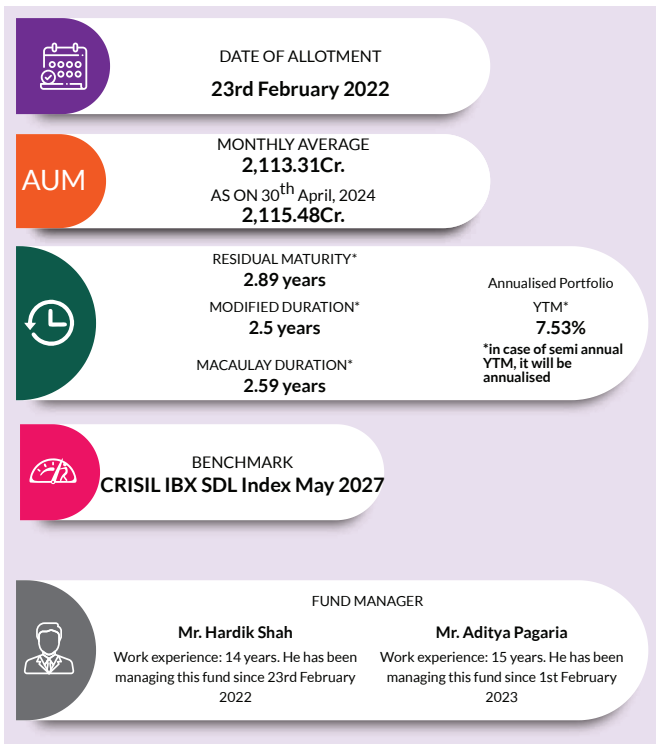 DATE OF ALLOTMENT
23rd February 2022
AUM
MONTHLY AVERAGE
2,113.31Cr.
AS ON 30th April, 2024
2,115.48Cr.
RESIDUAL MATURITY*
2.89 years
MODIFIED DURATION*
2.5 years
MACAULAY DURATION*
2.59 years
Annualised Portfolio
YTM*
7.53%
*in case of semi annual
YTM, it will be
annualised
BENCHMARK
CRISIL IBX SDL Index May 2027
FUND MANAGER
Mr. Hardik Shah
Work experience: 14 years. He has been
managing this fund since 23rd February
2022
Mr. Aditya Pagaria
Work experience: 15 years. He has been
managing this fund since 1st February
2023